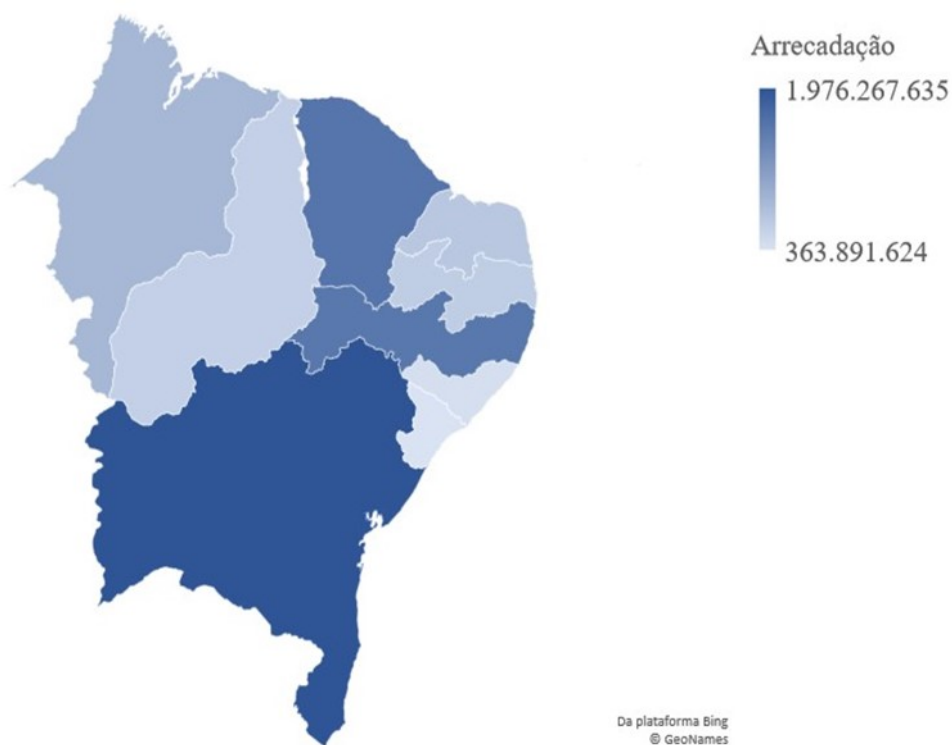 Arrecadação
1.976.267.635
363.891.624
Da plataforma Bing
© GeoNames